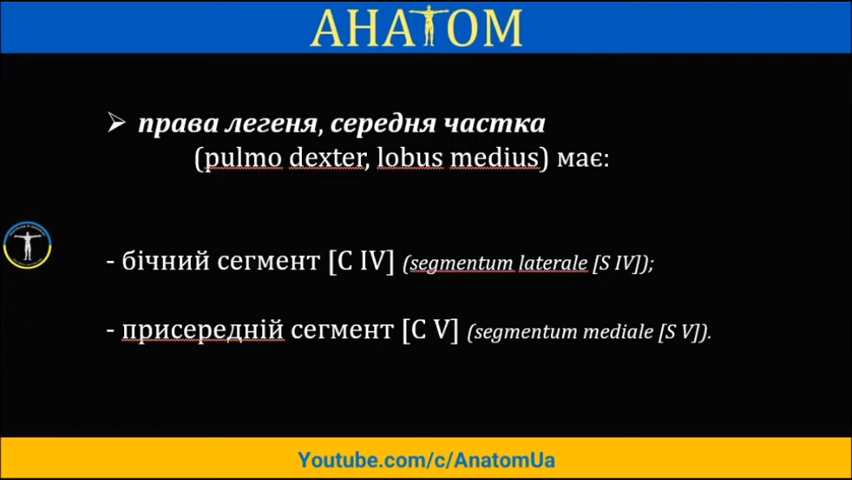 АНАТОМ
➢ права легеня, середня частка
(pulmo dexter, lobus medius) має:
- бічний сегмент [С IV] (segmentum laterale [S IV]);
- присередній сегмент [С V] (segmentum mediale [S V]).
Youtube.com/c/AnatomUa